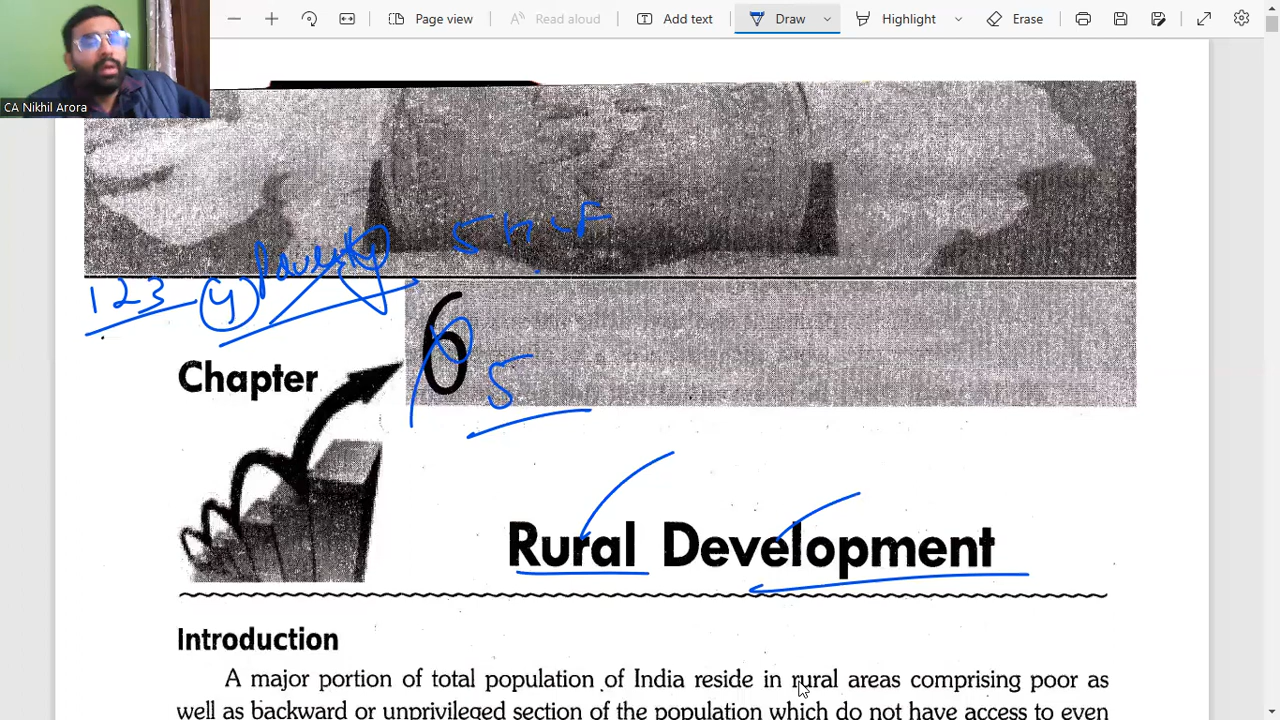 Page view
Read aloud
Add text
Draw
Highlight
Erase
CA Nikhil Arora
123 4 Poverty
Chapter 6
5
Rural Development
Introduction
A major portion of total population of India reside in rural areas comprising poor as
well as backward or unprivileged section of the population which do not have access to even